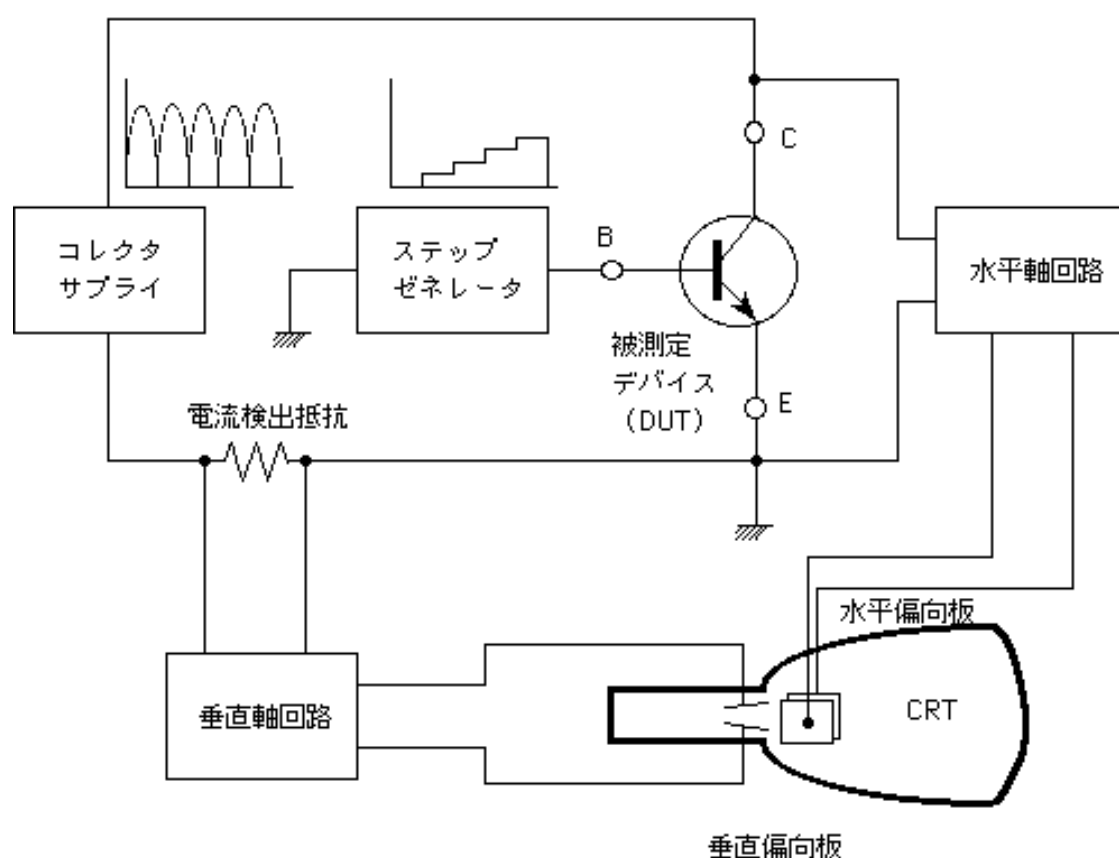 C
コレクタ
サプライ
ステップ
ゼネレータ
B
水平軸回路
被測定
デバイス
(DUT)
E
電流検出抵抗
水平偏向板
垂直軸回路
CRT
垂直偏向板